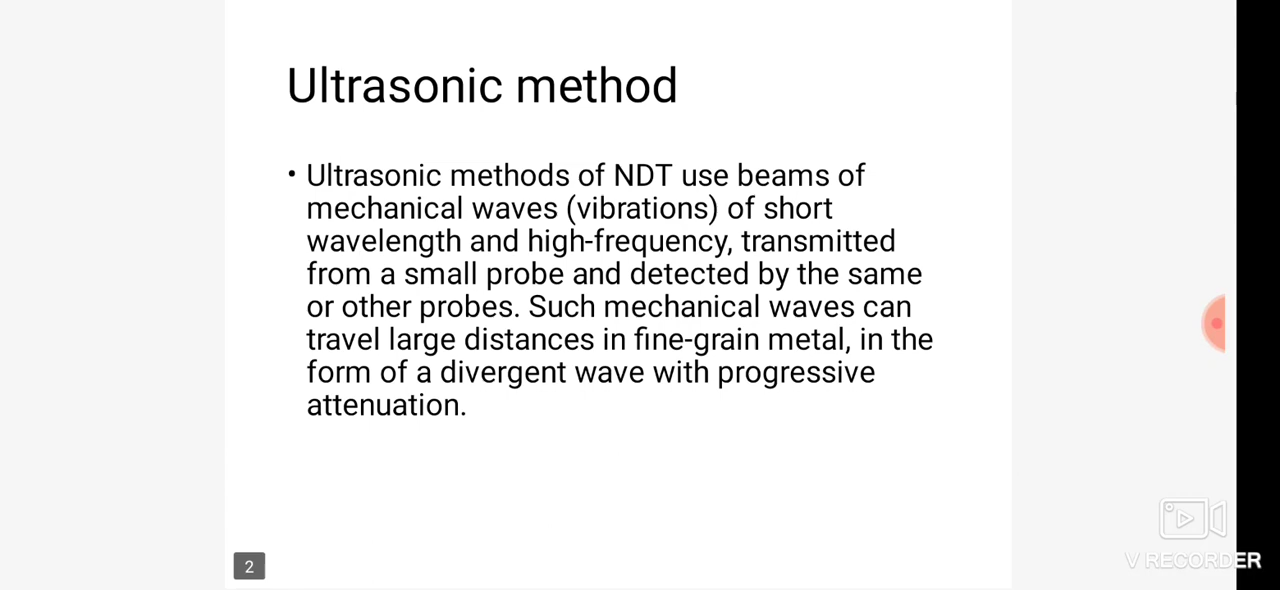 Ultrasonic method
• Ultrasonic methods of NDT use beams of
mechanical waves (vibrations) of short
wavelength and high-frequency, transmitted
from a small probe and detected by the same
or other probes. Such mechanical waves can
travel large distances in fine-grain metal, in the
form of a divergent wave with progressive
attenuation.
2
V RECORDER